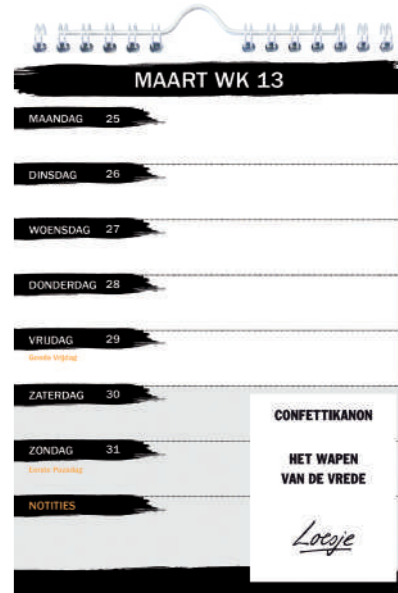 MAART WK 13
MAANDAG 25
DINSDAG 26
WOENSDAG 27
DONDERDAG 28
VRIJDAG 29
Goede Vrijdag
ZATERDAG 30
ZONDAG 31
Eerste Paasdag
NOTITIES
CONFETTIKANON
HET WAPEN
VAN DE VREDE
Loesje